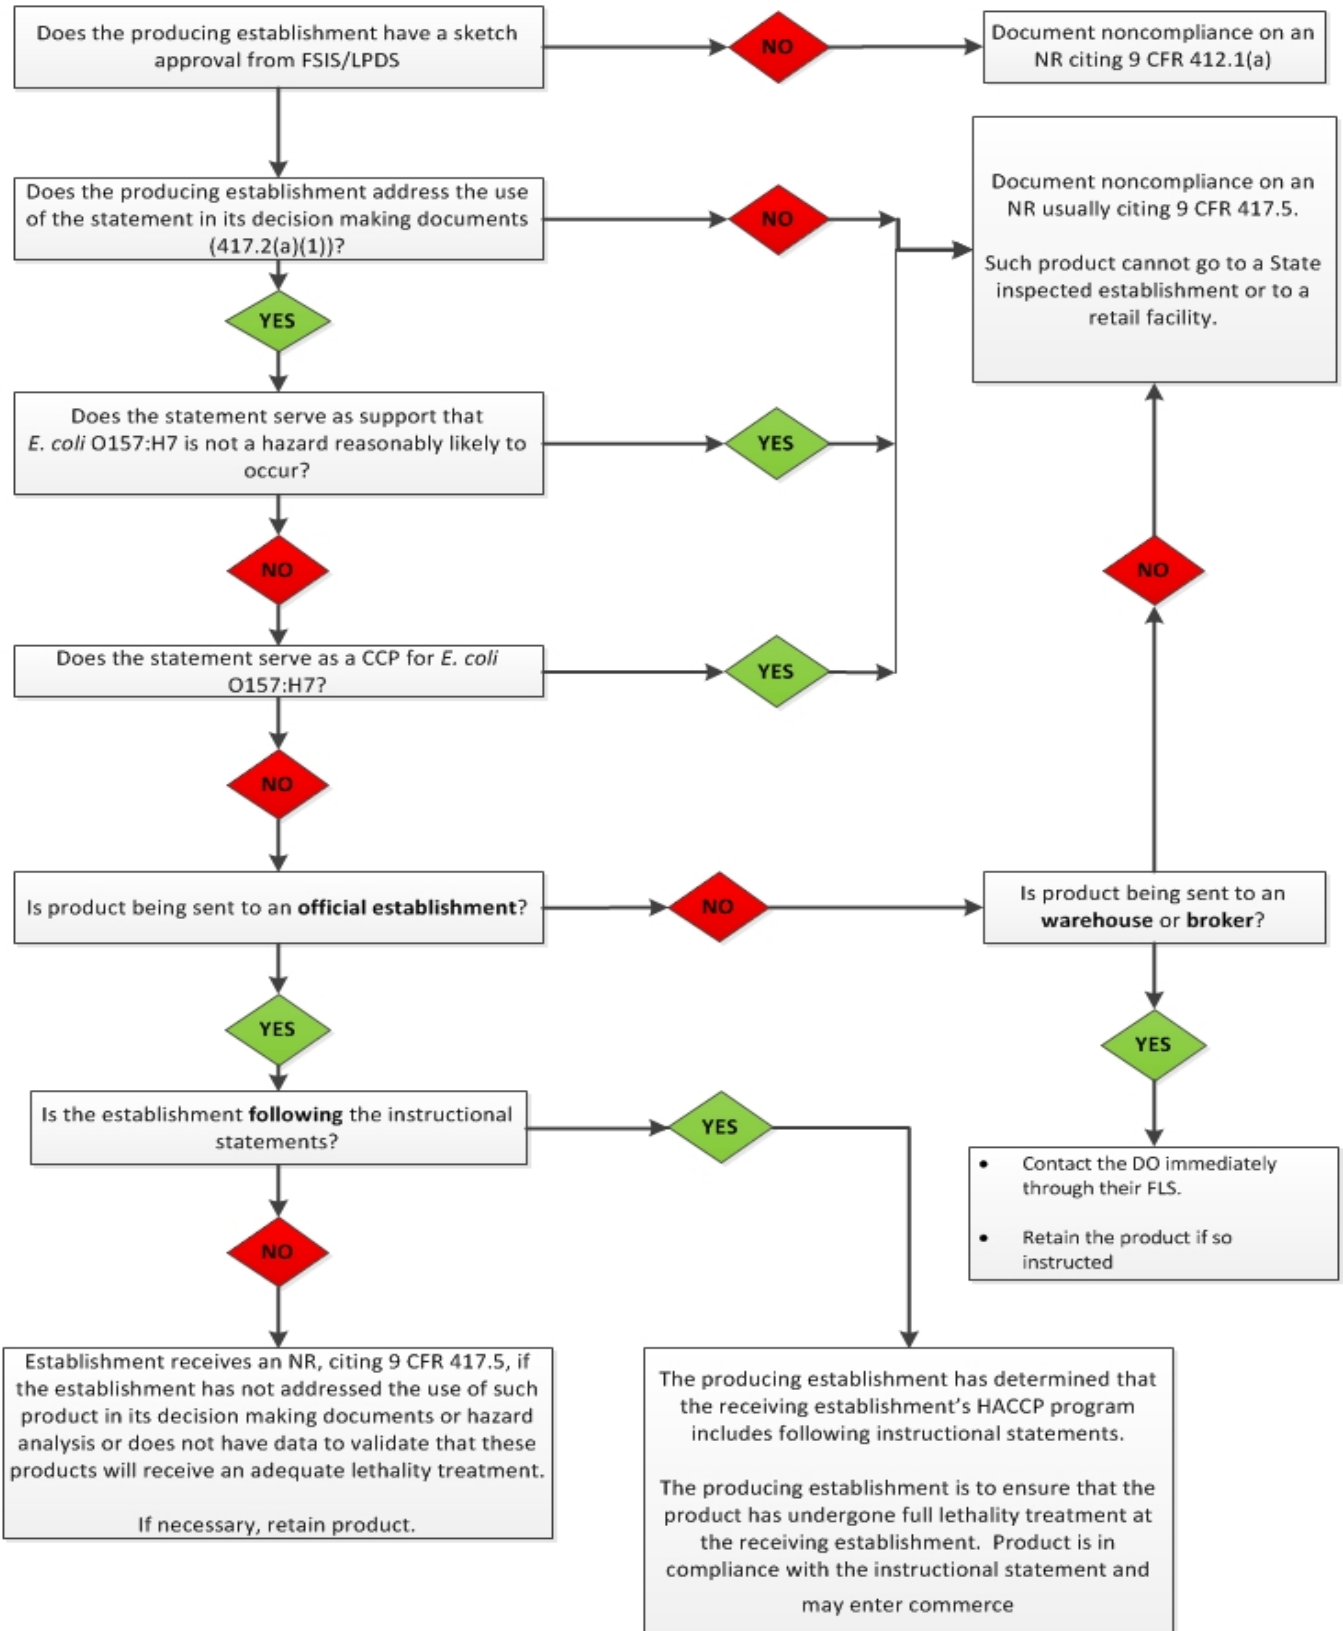 Does the producing establishment have a sketch
approval from FSIS/LPDS
NO
Document noncompliance on an
NR citing 9 CFR 412.1(a)
Does the producing establishment address the use
of the statement in its decision making documents
(417.2(a)(1))?
NO
Document noncompliance on an
NR usually citing 9 CFR 417.5.
Such product cannot go to a State
inspected establishment or to a
retail facility.
YES
Does the statement serve as support that
E. coli O157:H7 is not a hazard reasonably likely to
occur?
YES
NO
NO
Does the statement serve as a CCP for E. coli
O157:H7?
YES
NO
Is product being sent to an official establishment?
NO
Is product being sent to an
warehouse or broker?
YES
YES
Is the establishment following the instructional
statements?
YES
• Contact the DO immediately
through their FLS.
• Retain the product if so
instructed
NO
Establishment receives an NR, citing 9 CFR 417.5, if
the establishment has not addressed the use of such
product in its decision making documents or hazard
analysis or does not have data to validate that these
products will receive an adequate lethality treatment.
If necessary, retain product.
The producing establishment has determined that
the receiving establishment’s HACCP program
includes following instructional statements.
The producing establishment is to ensure that the
product has undergone full lethality treatment at
the receiving establishment.  Product is in
compliance with the instructional statement and
may enter commerce